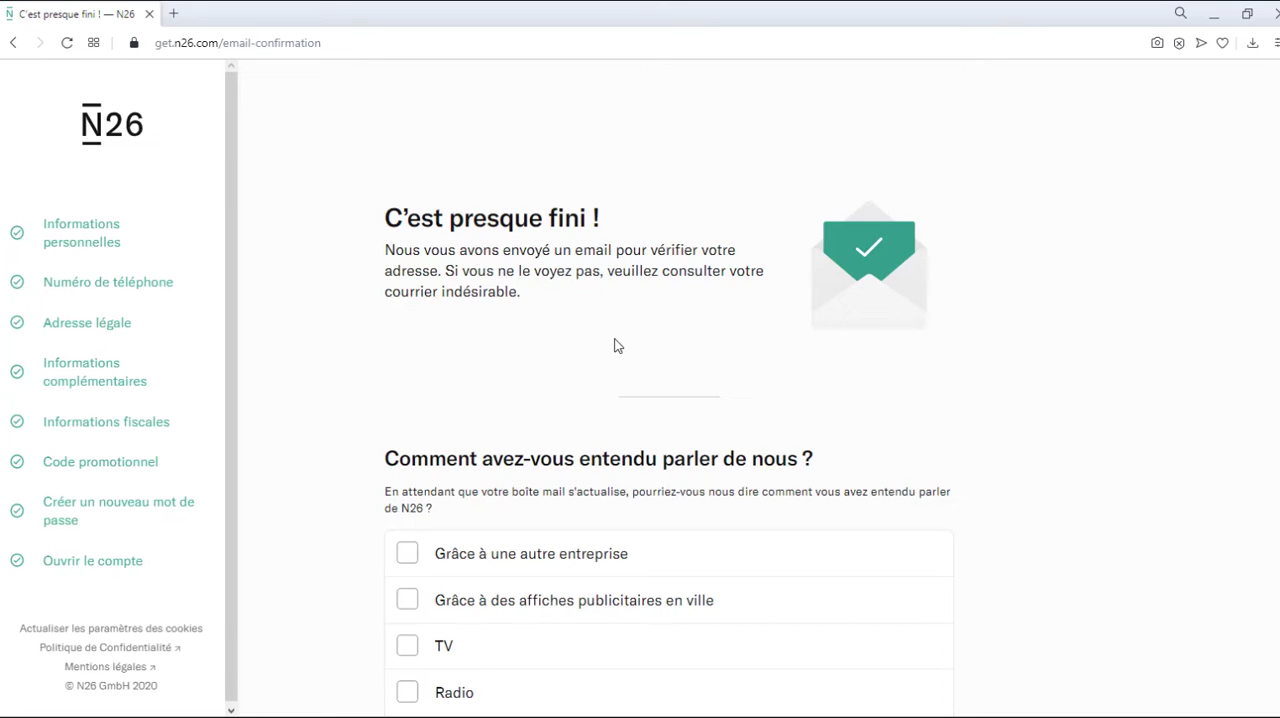 C'est presque fini ! — N26
get.n26.com/email-confirmation
N26
Informations
personnelles
Numéro de téléphone
Adresse légale
Informations
complémentaires
Informations fiscales
Code promotionnel
Créer un nouveau mot de
passe
Ouvrir le compte
Actualiser les paramètres des cookies
Politique de Confidentialité ↗
Mentions légales ↗
© N26 GmbH 2020
C’est presque fini !
Nous vous avons envoyé un email pour vérifier votre
adresse. Si vous ne le voyez pas, veuillez consulter votre
courrier indésirable.
Comment avez-vous entendu parler de nous ?
En attendant que votre boîte mail s'actualise, pourriez-vous nous dire comment vous avez entendu parler
de N26 ?
Grâce à une autre entreprise
Grâce à des affiches publicitaires en ville
TV
Radio